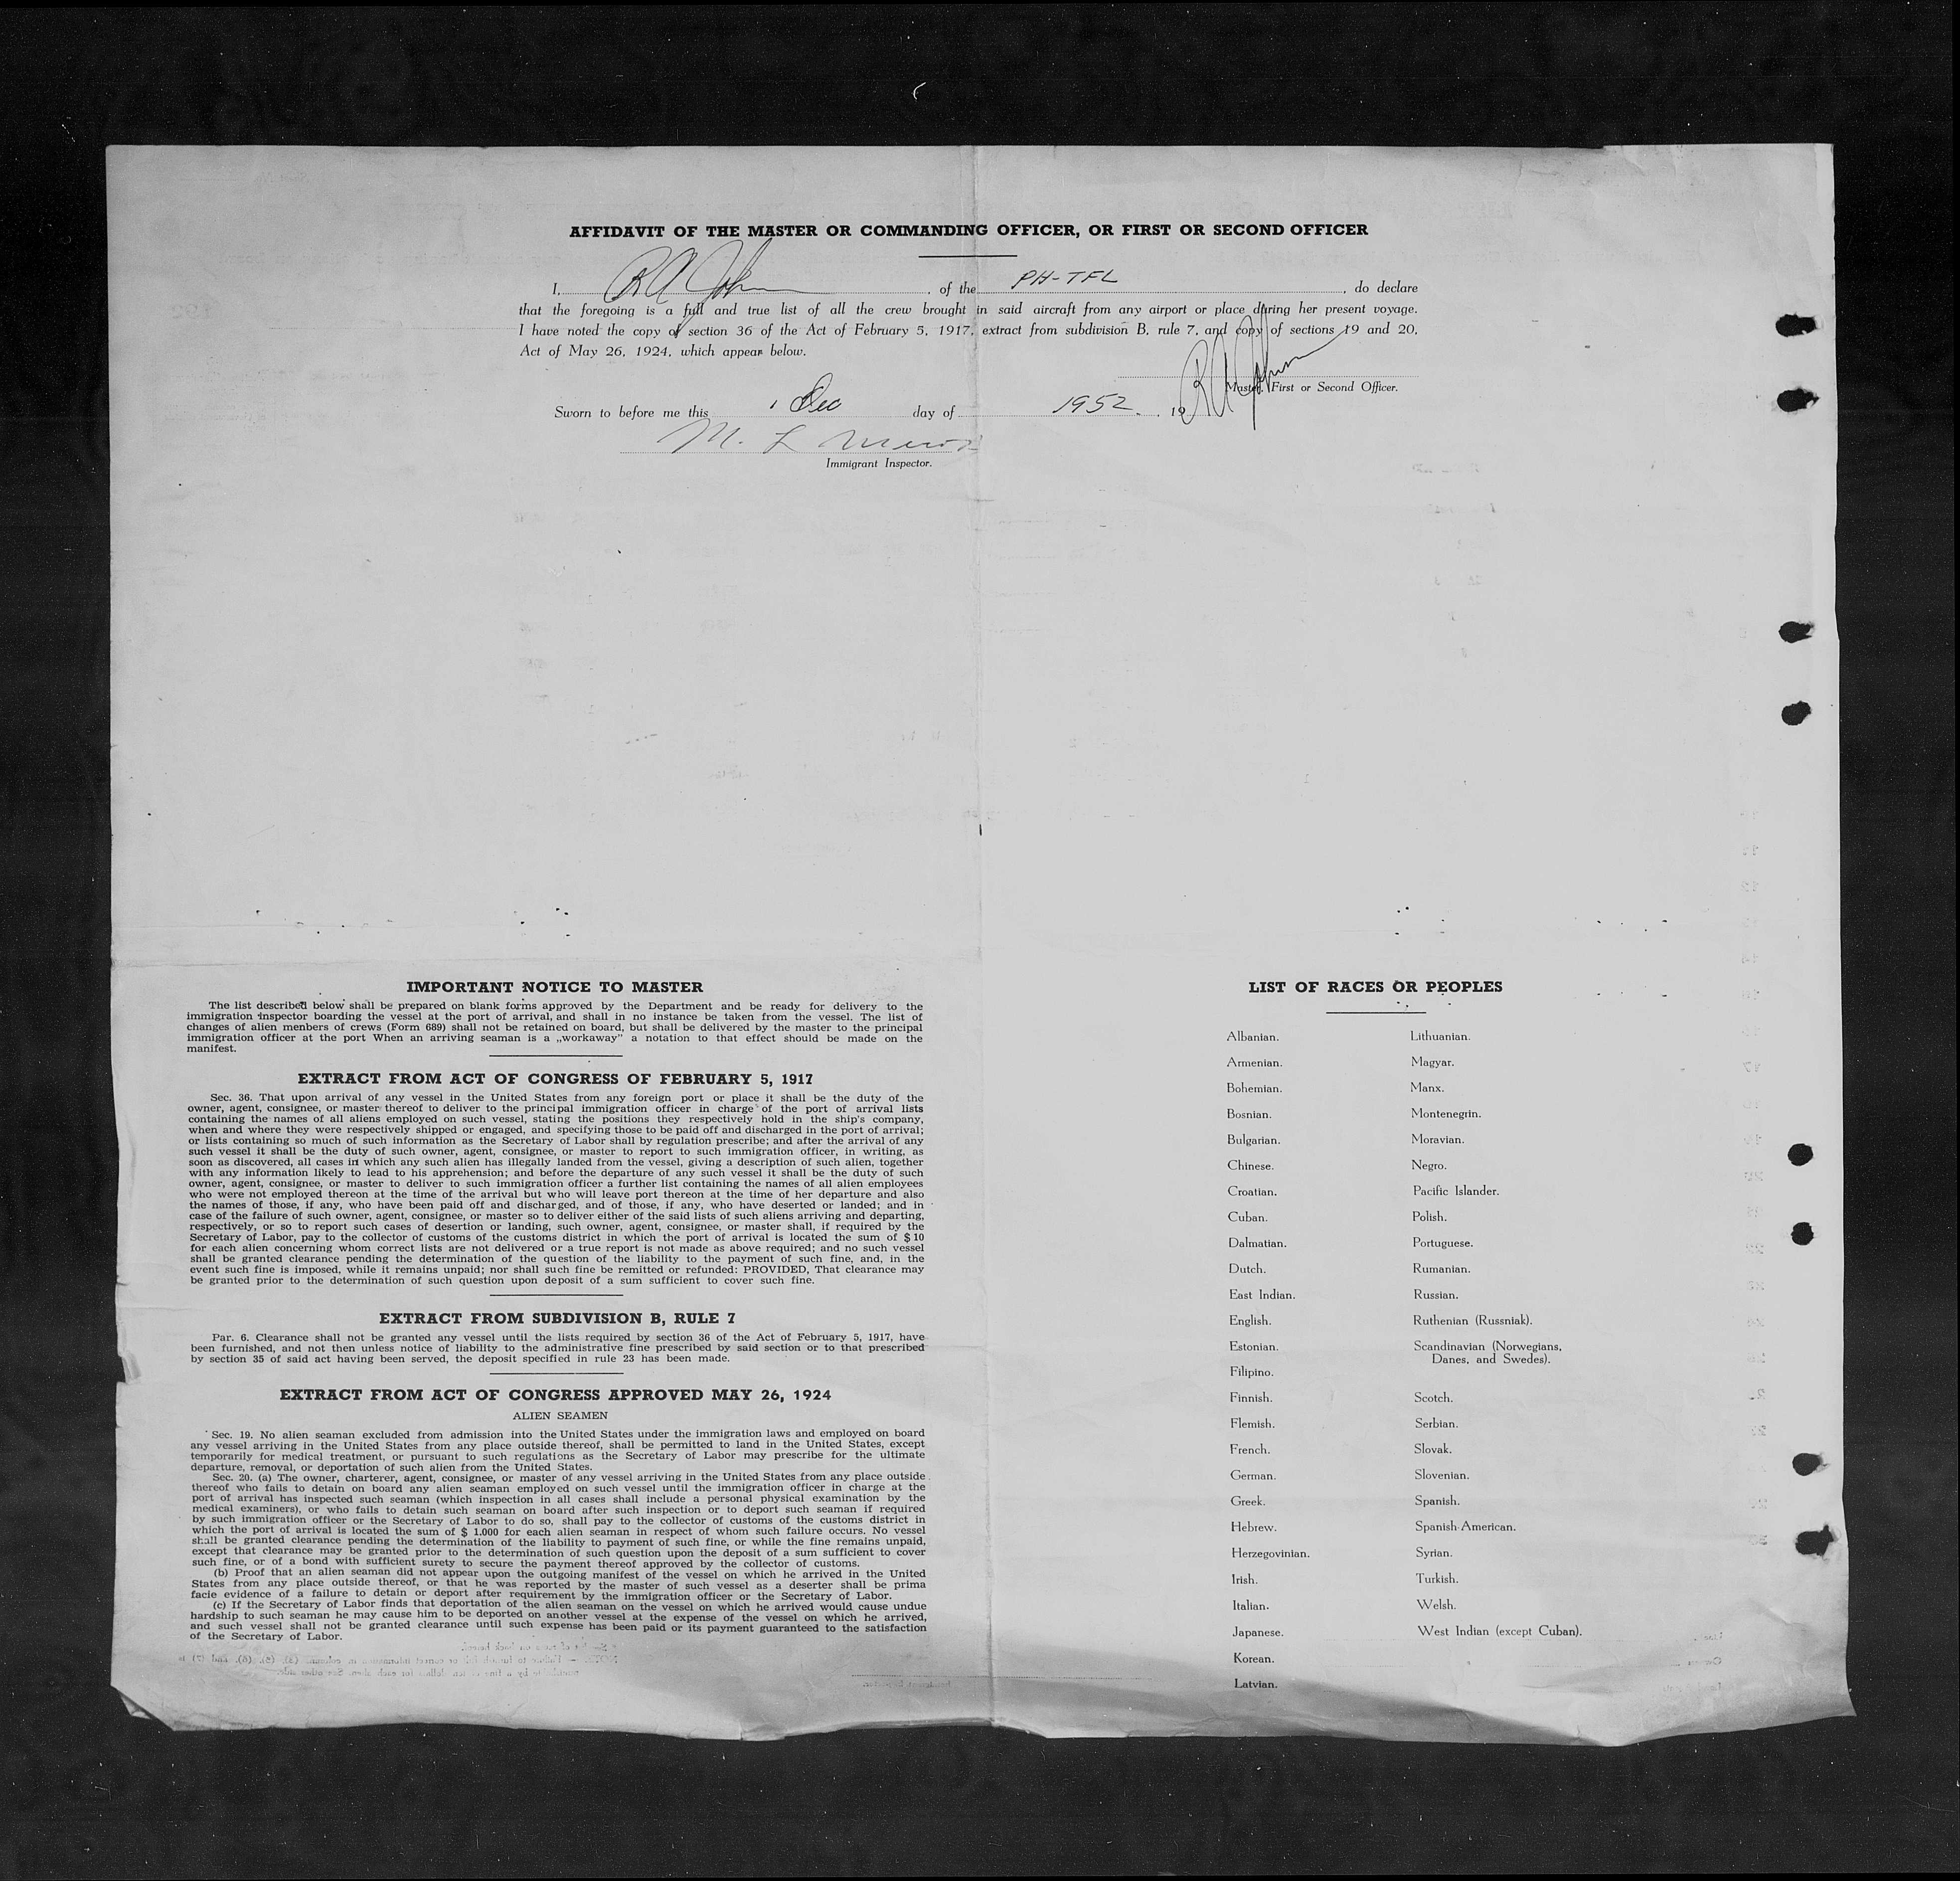 AFFIDAVIT OF THE MASTER OR COMMANDING OFFICER, OR FIRST OR SECOND OFFICER
I, of the PH-TFL, do declare
that the foregoing is a full and true list of all the crew brought in said aircraft from any airport or place during her present voyage.
I have noted the copy of section 36 of the Act of February 5, 1917, extract from subdivision B, rule 7, and copy of sections 19 and 20,
Act of May 26, 1924, which appear below.
Master, First or Second Officer.
Sworn to before me this 1 Dec day of 1952. , 19
M. L
Immigrant Inspector.
IMPORTANT NOTICE TO MASTER
The list described below shall be prepared on blank forms approved by the Department and be ready for delivery to the
immigration inspector boarding the vessel at the port of arrival, and shall in no instance be taken from the vessel. The list of
changes of alien menbers of crews (Form 689) shall not be retained on board, but shall be delivered by the master to the principal
immigration officer at the port When an arriving seaman is a „workaway” a notation to that effect should be made on the
manifest.
EXTRACT FROM ACT OF CONGRESS OF FEBRUARY 5, 1917
Sec. 36. That upon arrival of any vessel in the United States from any foreign port or place it shall be the duty of the
owner, agent, consignee, or master thereof to deliver to the principal immigration officer in charge of the port of arrival lists
containing the names of all aliens employed on such vessel, stating the positions they respectively hold in the ship's company,
when and where they were respectively shipped or engaged, and specifying those to be paid off and discharged in the port of arrival;
or lists containing so much of such information as the Secretary of Labor shall by regulation prescribe; and after the arrival of any
such vessel it shall be the duty of such owner, agent, consignee, or master to report to such immigration officer, in writing, as
soon as discovered, all cases in which any such alien has illegally landed from the vessel, giving a description of such alien, together
with any information likely to lead to his apprehension; and before the departure of any such vessel it shall be the duty of such
owner, agent, consignee, or master to deliver to such immigration officer a further list containing the names of all alien employees
who were not employed thereon at the time of the arrival but who will leave port thereon at the time of her departure and also
the names of those, if any, who have been paid off and discharged, and of those, if any, who have deserted or landed; and in
case of the failure of such owner, agent, consignee, or master so to deliver either of the said lists of such aliens arriving and departing,
respectively, or so to report such cases of desertion or landing, such owner, agent, consignee, or master shall, if required by the
Secretary of Labor, pay to the collector of customs of the customs district in which the port of arrival is located the sum of $ 10
for each alien concerning whom correct lists are not delivered or a true report is not made as above required; and no such vessel
shall be granted clearance pending the determination of the question of the liability to the payment of such fine, and, in the
event such fine is imposed, while it remains unpaid; nor shall such fine be remitted or refunded: PROVIDED, That clearance may
be granted prior to the determination of such question upon deposit of a sum sufficient to cover such fine.
EXTRACT FROM SUBDIVISION B, RULE 7
Par. 6. Clearance shall not be granted any vessel until the lists required by section 36 of the Act of February 5, 1917, have
been furnished, and not then unless notice of liability to the administrative fine prescribed by said section or to that prescribed
by section 35 of said act having been served, the deposit specified in rule 23 has been made.
EXTRACT FROM ACT OF CONGRESS APPROVED MAY 26, 1924
ALIEN SEAMEN
Sec. 19. No alien seaman excluded from admission into the United States under the immigration laws and employed on board
any vessel arriving in the United States from any place outside thereof, shall be permitted to land in the United States, except
temporarily for medical treatment, or pursuant to such regulations as the Secretary of Labor may prescribe for the ultimate
departure, removal, or deportation of such alien from the United States.
Sec. 20. (a) The owner, charterer, agent, consignee, or master of any vessel arriving in the United States from any place outside
thereof who fails to detain on board any alien seaman employed on such vessel until the immigration officer in charge at the
port of arrival has inspected such seaman (which inspection in all cases shall include a personal physical examination by the
medical examiners), or who fails to detain such seaman on board after such inspection or to deport such seaman if required
by such immigration officer or the Secretary of Labor to do so, shall pay to the collector of customs of the customs district in
which the port of arrival is located the sum of $ 1.000 for each alien seaman in respect of whom such failure occurs. No vessel
shall be granted clearance pending the determination of the liability to payment of such fine, or while the fine remains unpaid,
except that clearance may be granted prior to the determination of such question upon the deposit of a sum sufficient to cover
such fine, or of a bond with sufficient surety to secure the payment thereof approved by the collector of customs.
(b) Proof that an alien seaman did not appear upon the outgoing manifest of the vessel on which he arrived in the United
States from any place outside thereof, or that he was reported by the master of such vessel as a deserter shall be prima
facie evidence of a failure to detain or deport after requirement by the immigration officer or the Secretary of Labor.
(c) If the Secretary of Labor finds that deportation of the alien seaman on the vessel on which he arrived would cause undue
hardship to such seaman he may cause him to be deported on another vessel at the expense of the vessel on which he arrived,
and such vessel shall not be granted clearance until such expense has been paid or its payment guaranteed to the satisfaction
of the Secretary of Labor.
LIST OF RACES OR PEOPLES
Albanian.
Armenian.
Bohemian.
Bosnian.
Bulgarian.
Chinese.
Croatian.
Cuban.
Dalmatian.
Dutch.
East Indian.
English.
Estonian.
Filipino.
Finnish.
Flemish.
French.
German.
Greek.
Hebrew.
Herzegovinian.
Irish.
Italian.
Japanese.
Korean.
Latvian.
Lithuanian.
Magyar.
Manx.
Montenegrin.
Moravian.
Negro.
Pacific Islander.
Polish.
Portuguese.
Rumanian.
Russian.
Ruthenian (Russniak).
Scandinavian (Norwegians,
Danes, and Swedes).
Scotch.
Serbian.
Slovak.
Slovenian.
Spanish.
Spanish-American.
Syrian.
Turkish.
Welsh.
West Indian (except Cuban).